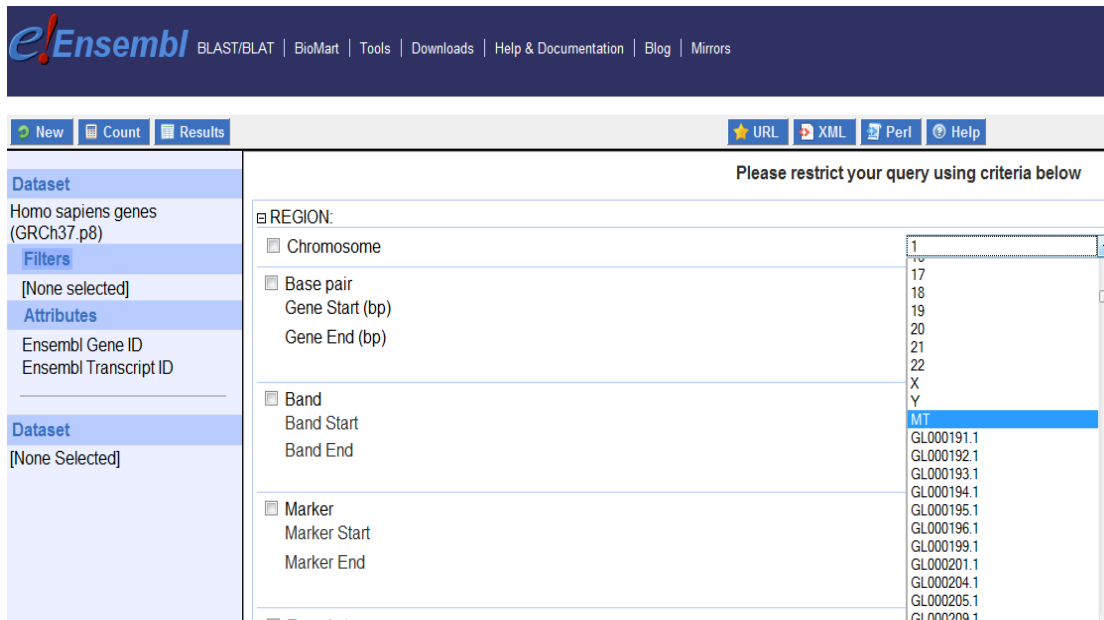 e!Ensembl BLAST/BLAT | BioMart | Tools | Downloads | Help & Documentation | Blog | Mirrors
New Count Results URL XML Perl Help
Please restrict your query using criteria below
Dataset
Homo sapiens genes
(GRCh37.p8)
Filters
[None selected]
Attributes
Ensembl Gene ID
Ensembl Transcript ID
Dataset
[None Selected]
REGION:
Chromosome
Base pair
Gene Start (bp)
Gene End (bp)
Band
Band Start
Band End
Marker
Marker Start
Marker End
1
17
18
19
20
21
22
X
Y
MT
GL000191.1
GL000192.1
GL000193.1
GL000194.1
GL000195.1
GL000196.1
GL000199.1
GL000201.1
GL000204.1
GL000205.1
GL000209.1